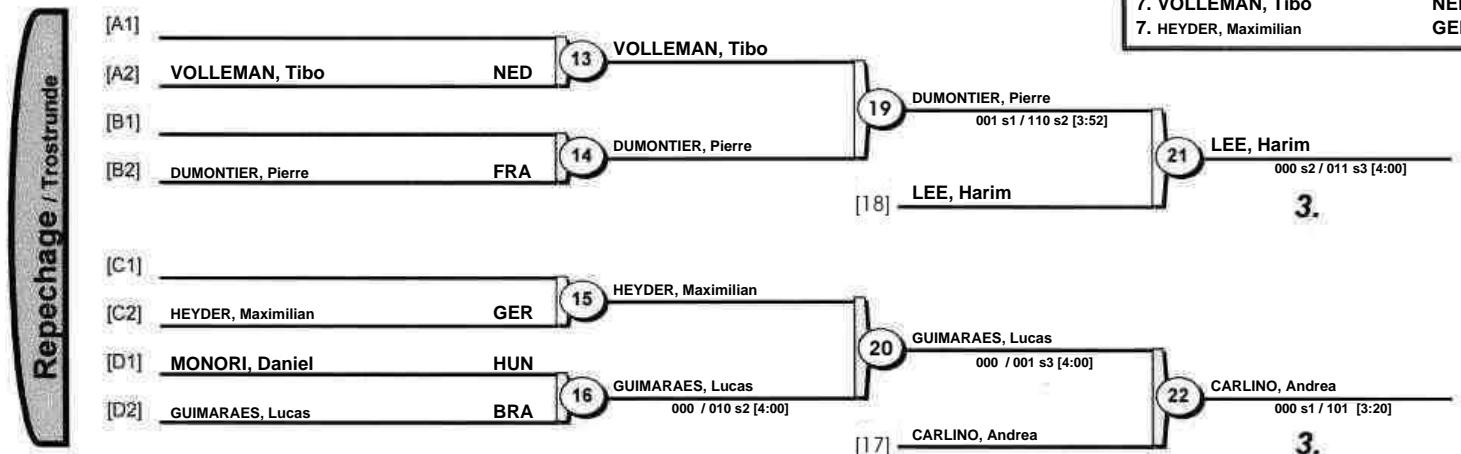 7. VOLLEMAN, Tibo
7. HEYDER, Maximilian
Repechage / Trostrunde
[A1]
[A2] VOLLEMAN, Tibo NED
13
VOLLEMAN, Tibo
[B1]
[B2] DUMONTIER, Pierre FRA
14
DUMONTIER, Pierre
19
DUMONTIER, Pierre
001 s1 / 110 s2 [3:52]
[18] LEE, Harim
21
LEE, Harim
000 s2 / 011 s3 [4:00]
3.
[C1]
[C2] HEYDER, Maximilian GER
15
HEYDER, Maximilian
[D1] MONORI, Daniel HUN
[D2] GUIMARAES, Lucas BRA
16
GUIMARAES, Lucas
000 / 010 s2 [4:00]
20
GUIMARAES, Lucas
000 / 001 s3 [4:00]
[17] CARLINO, Andrea
22
CARLINO, Andrea
000 s1 / 101 [3:20]
3.